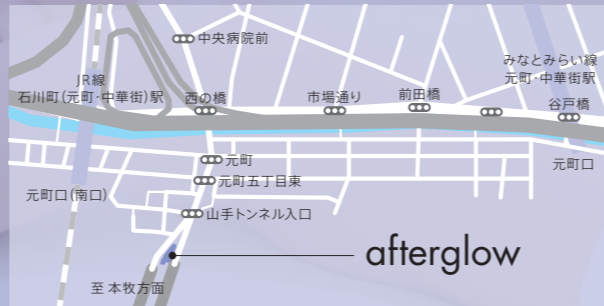 中央病院前
みなとみらい線
元町・中華街駅
JR線
石川町(元町・中華街)駅
西の橋
市場通り
前田橋
谷戸橋
元町
元町口
元町五丁目東
元町口(南口)
山手トンネル入口
afterglow
至 本牧方面